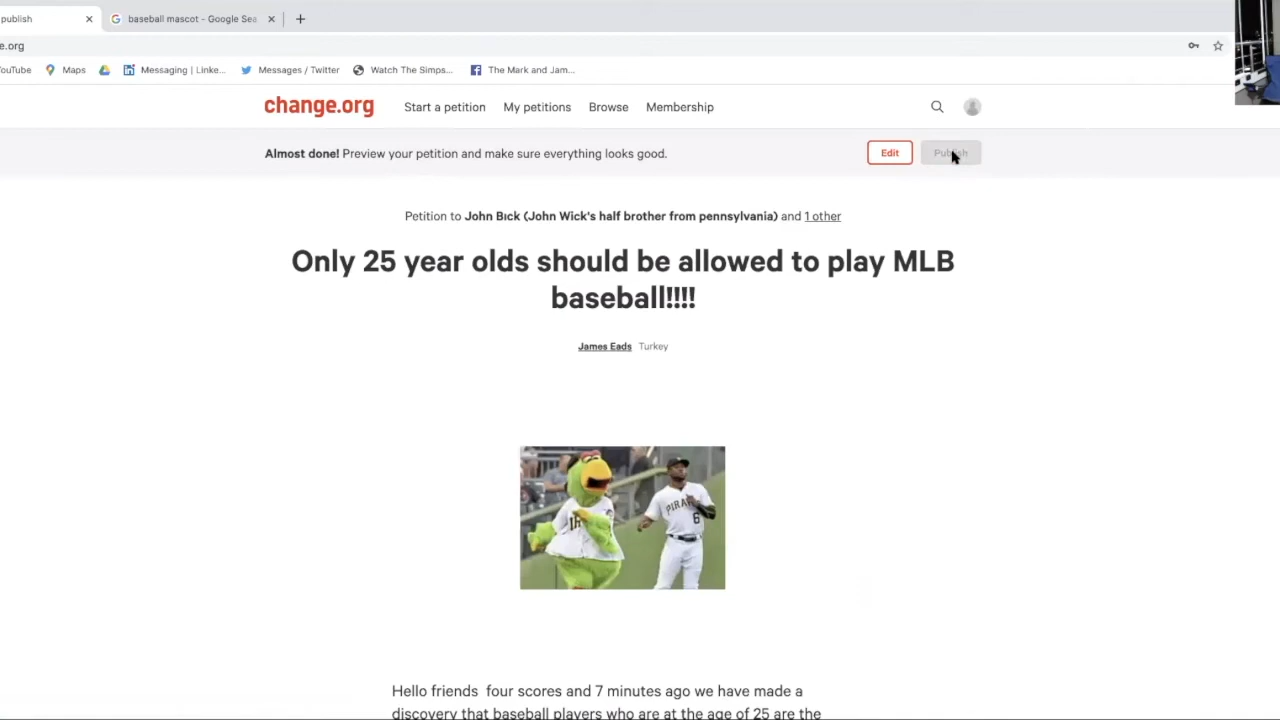 publish
baseball mascot - Google Sea
e.org
YouTube
Maps
Messaging | Linke...
Messages / Twitter
Watch The Simps...
The Mark and Jam...
change.org
Start a petition
My petitions
Browse
Membership
Almost done! Preview your petition and make sure everything looks good.
Edit
Publish
Petition to John Bick (John Wick's half brother from pennsylvania) and 1 other
Only 25 year olds should be allowed to play MLB
baseball!!!!
James Eads Turkey
PIRATES
6
Hello friends  four scores and 7 minutes ago we have made a
discovery that baseball players who are at the age of 25 are the